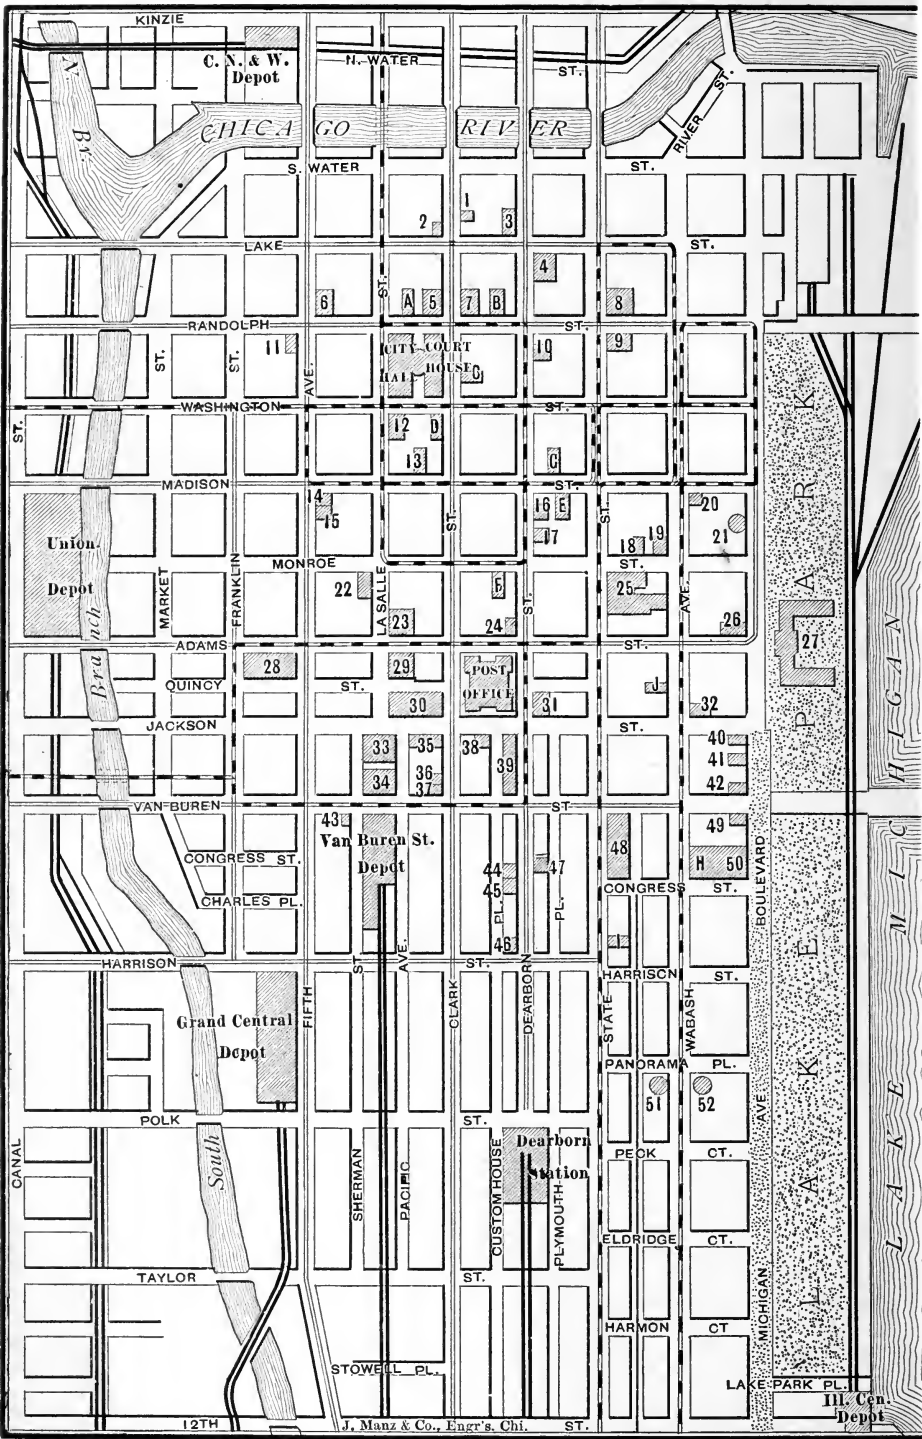 KINZIE
C. N. & W.
Depot
N. WATER ST.
N. Br.
CHICAGO RIVER
RIVER ST.
S. WATER ST.
1
2
3
LAKE ST.
4
ST.
6
A
5
7
B
8
RANDOLPH ST.
11
CITY
HALL
COURT
HOUSE
10
9
ST.
ST.
AVE.
WASHINGTON ST.
ST.
12
D
13
G
MADISON ST.
14
15
16
E
17
18
19
20
21
ST.
ST.
Union
Depot
MONROE ST.
MARKET
FRANKLIN
LA SALLE
22
23
24
25
26
27
ST.
AVE.
ADAMS ST.
28
29
POST
OFFICE
J
QUINCY ST.
30
31
32
JACKSON ST.
33
34
35
36
37
38
39
40
41
42
VAN BUREN ST
43
Van Buren St.
Depot
44
45
46
47
48
49
H 50
CONGRESS ST.
CONGRESS ST.
CHARLES PL.
PL.
PL.
BOULEVARD
I
HARRISON ST.
HARRISON ST.
ST.
AVE.
Grand Central
Depot
FIFTH
CLARK
DEARBORN
STATE
WABASH
PANORAMA PL.
51
52
AVE
POLK ST.
CANAL
South
Branch
SHERMAN
PACIFIC
CUSTOM HOUSE
Dearborn
Station
PLYMOUTH
PECK CT.
ELDRIDGE CT.
TAYLOR ST.
MICHIGAN
HARMON CT
STOWELL PL.
LAKE PARK PL.
Ill. Cen.
Depot
12TH ST.
J. Manz & Co., Engr's. Chi.
LAKE PARK
LAKE MICHIGAN